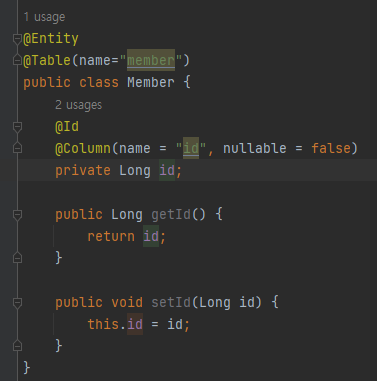 1 usage
@Entity
@Table(name="member")
public class Member {
2 usages
@Id
@Column(name = "id", nullable = false)
private Long id;
public Long getId() {
return id;
}
public void setId(Long id) {
this.id = id;
}
}